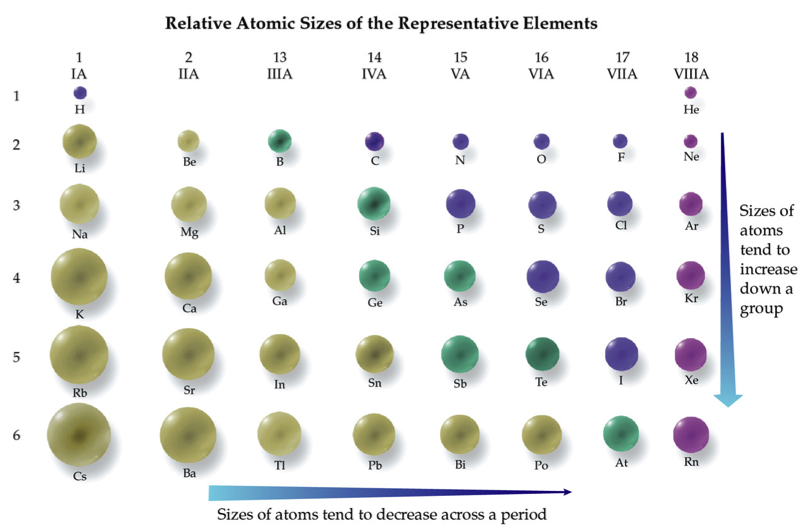 Relative Atomic Sizes of the Representative Elements
1 2 13 14 15 16 17 18
IA IIA IIIA IVA VA VIA VIIA VIIIA
1
H He
2
Li Be B C N O F Ne
3
Na Mg Al Si P S Cl Ar
4
K Ca Ga Ge As Se Br Kr
5
Rb Sr In Sn Sb Te I Xe
6
Cs Ba Tl Pb Bi Po At Rn
Sizes of
atoms
tend to
increase
down a
group
Sizes of atoms tend to decrease across a period